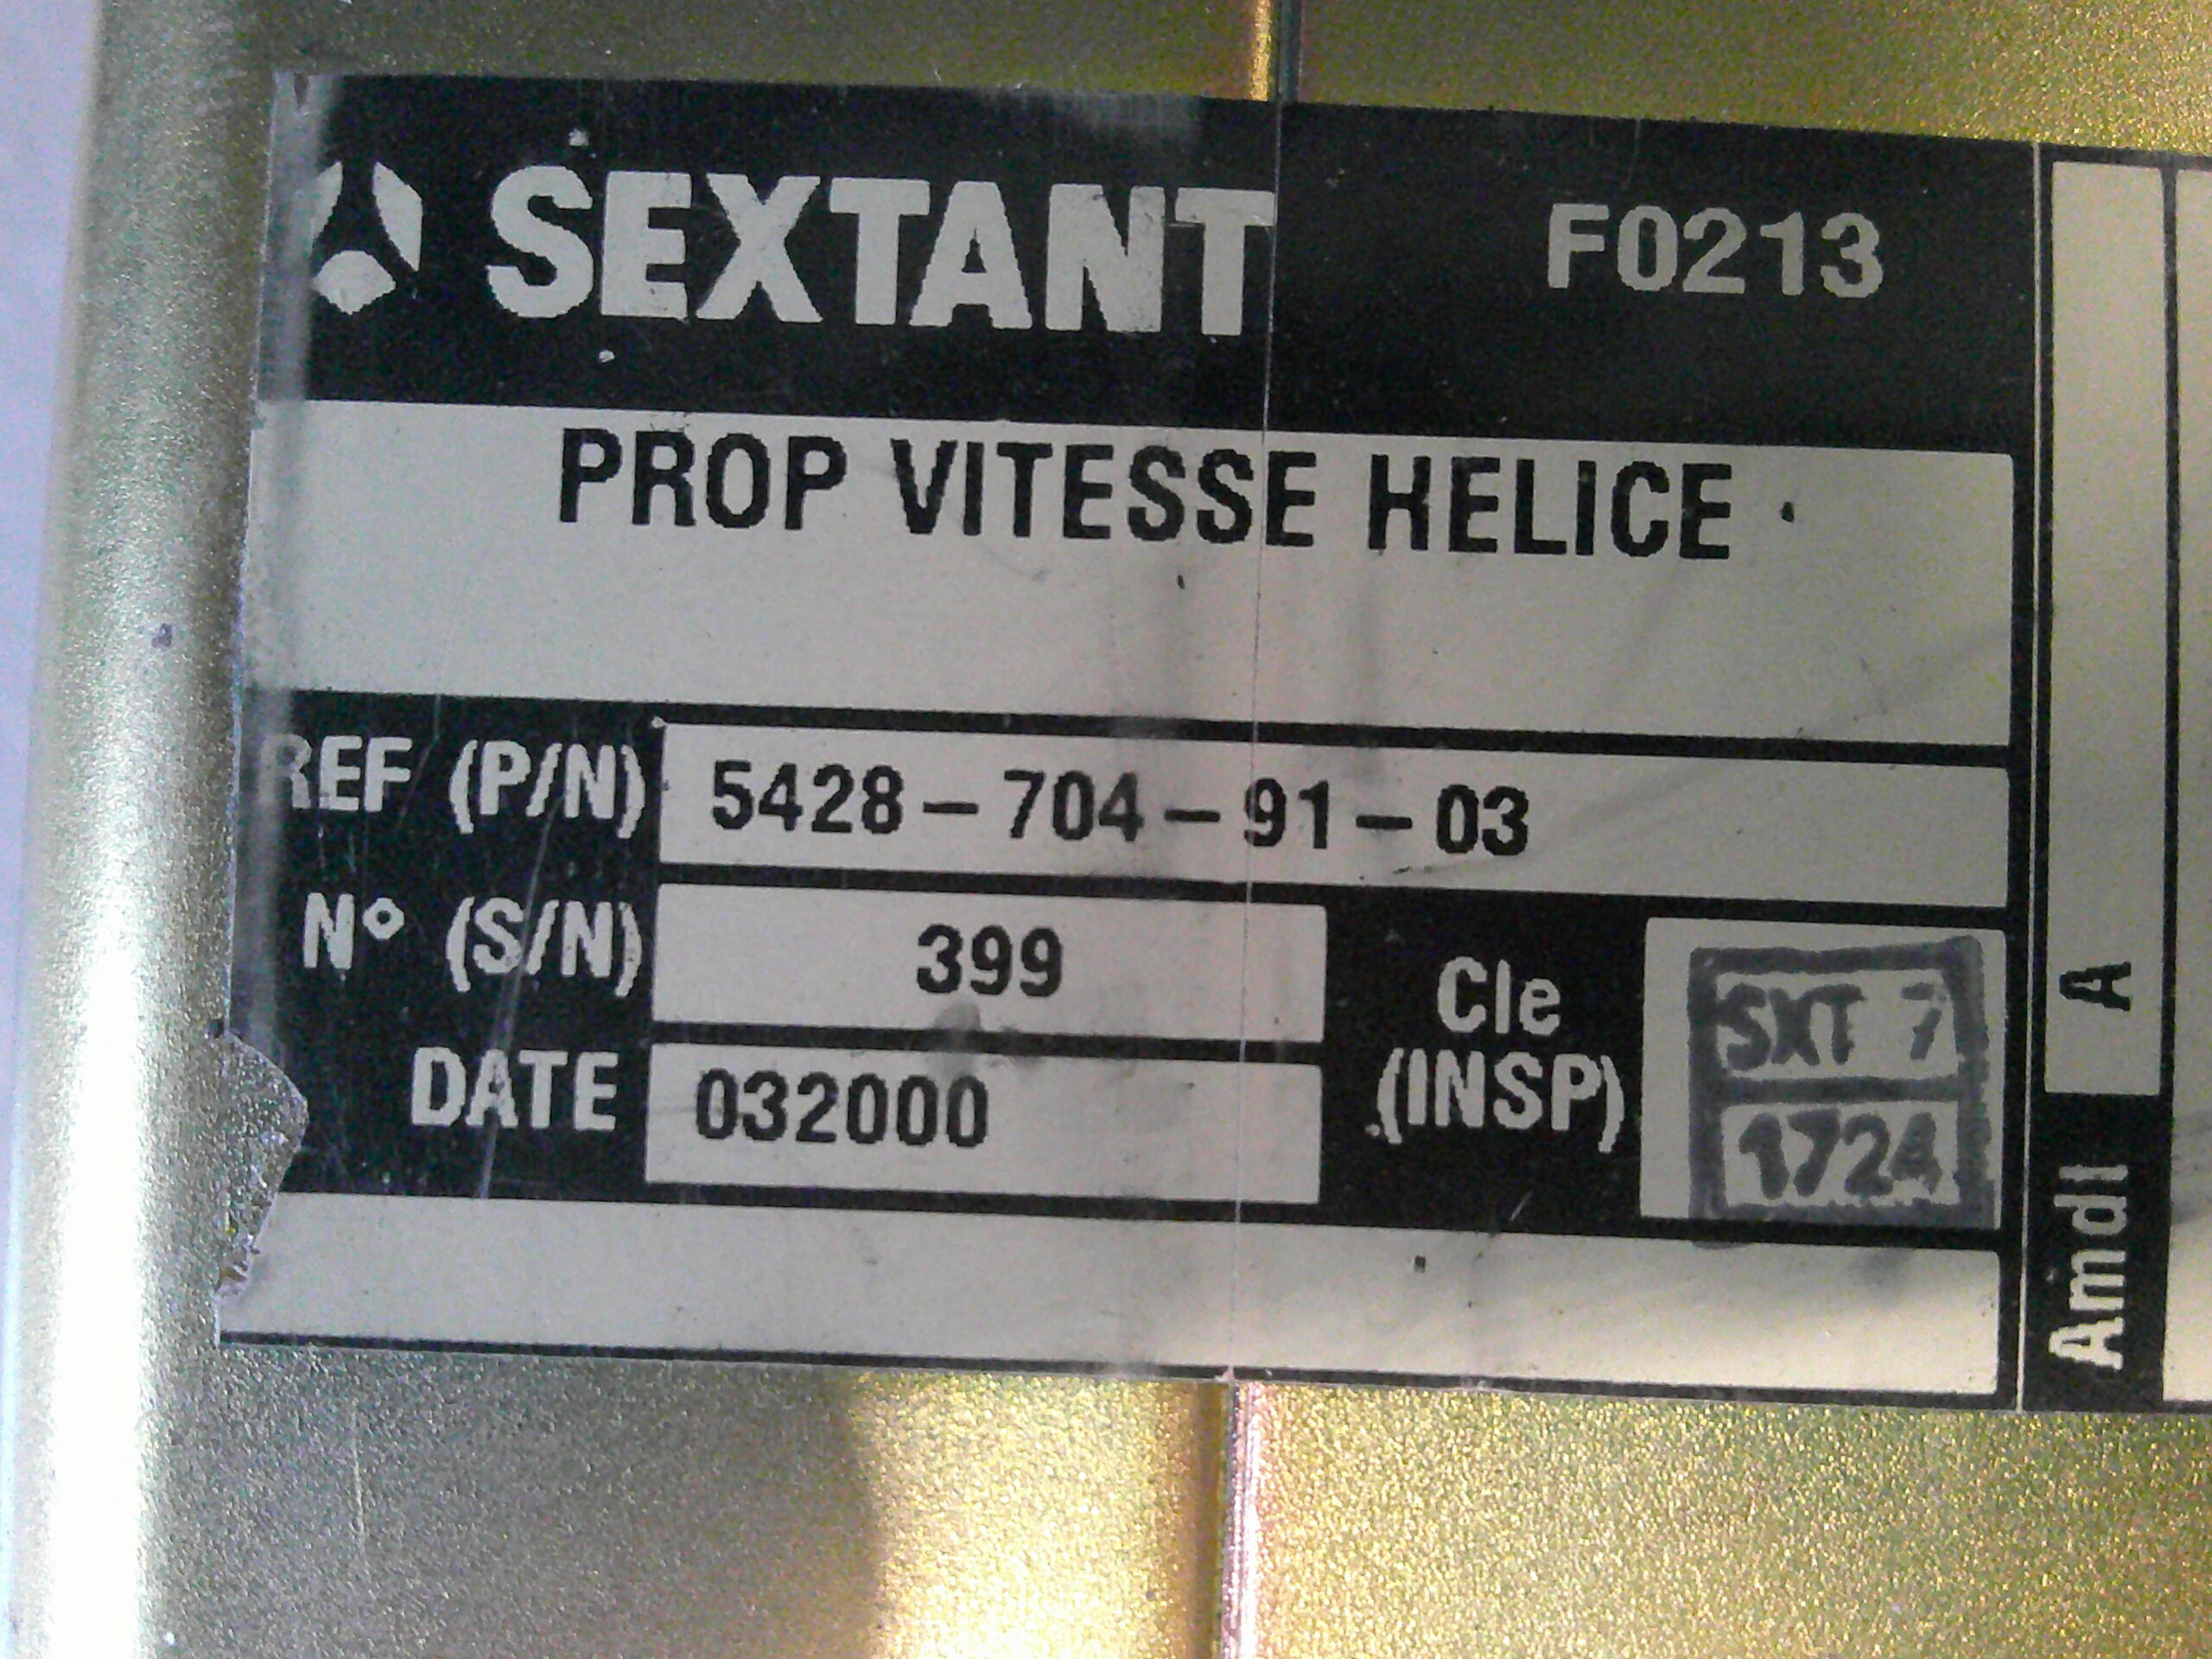 SEXTANT F0213
PROP VITESSE HELICE
REF (P/N) 5428-704-91-03
N° (S/N) 399
DATE 032000
Cle
(INSP)
SXT 7
1724
Amdt A